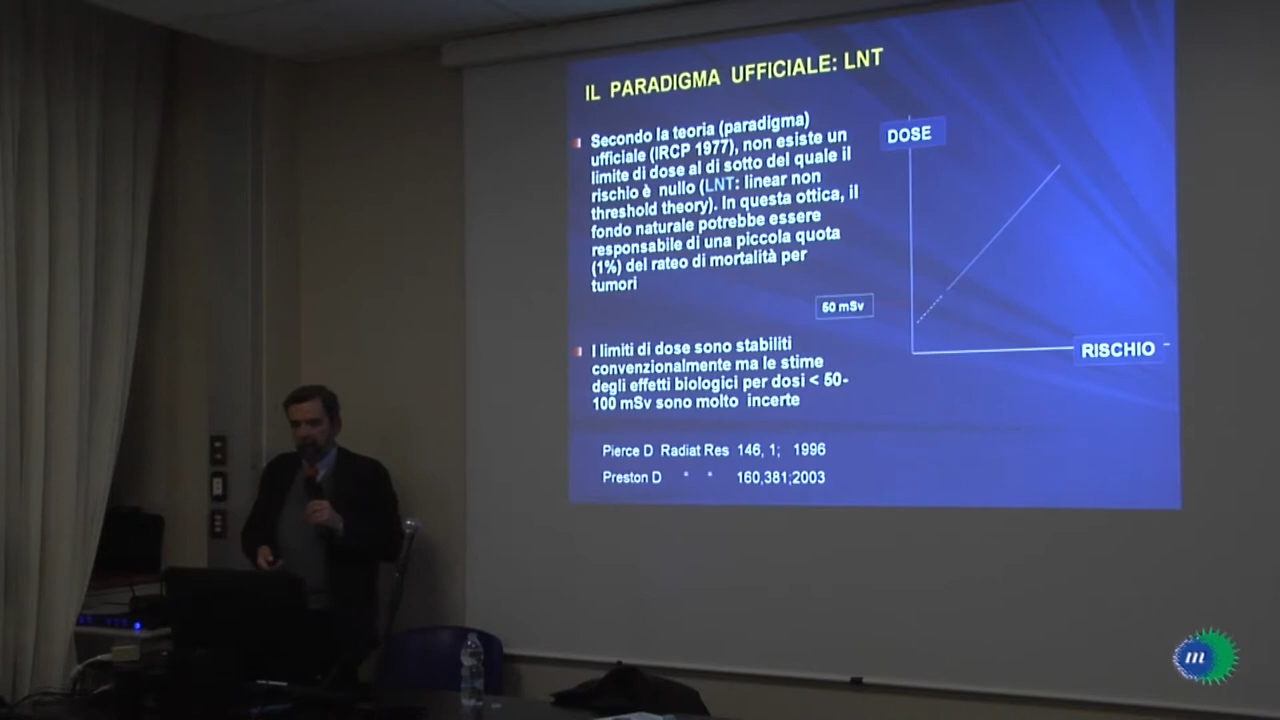 IL PARADIGMA UFFICIALE: LNT
Secondo la teoria (paradigma)
ufficiale (IRCP 1977), non esiste un
limite di dose al di sotto del quale il
rischio è nullo (LNT: linear non
threshold theory). In questa ottica, il
fondo naturale potrebbe essere
responsabile di una piccola quota
(1%) del rateo di mortalità per
tumori
50 mSv
I limiti di dose sono stabiliti
convenzionalmente ma le stime
degli effetti biologici per dosi < 50-
100 mSv sono molto incerte
Pierce D Radiat Res 146, 1; 1996
Preston D " " 160,381;2003
DOSE
RISCHIO
m